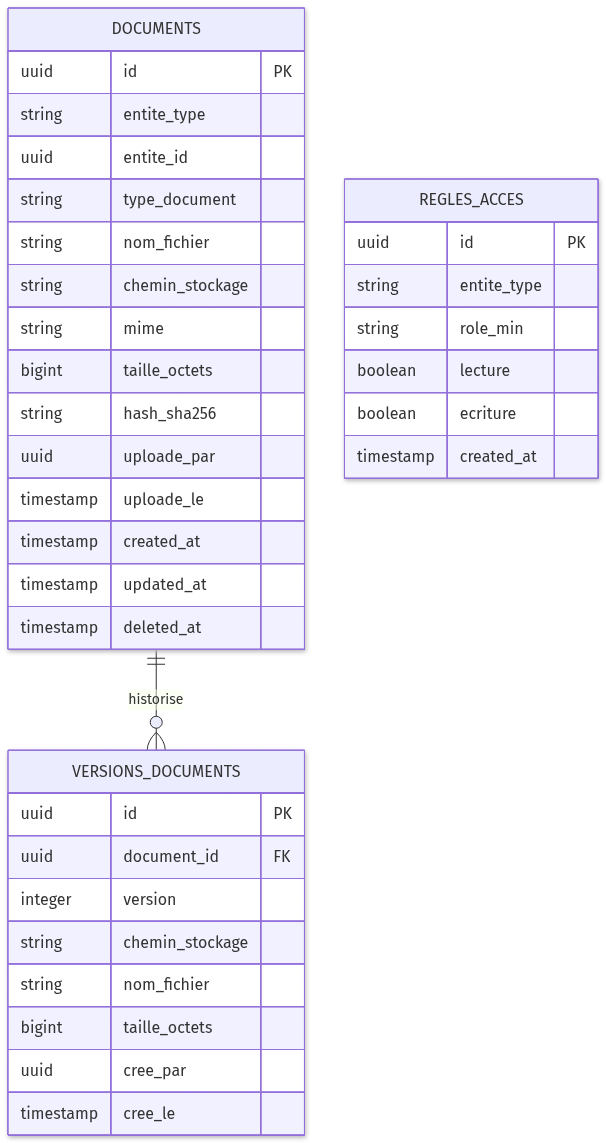 DOCUMENTS
uuid id PK
string entite_type
uuid entite_id
string type_document
string nom_fichier
string chemin_stockage
string mime
bigint taille_octets
string hash_sha256
uuid uploade_par
timestamp uploade_le
timestamp created_at
timestamp updated_at
timestamp deleted_at
REGLES_ACCES
uuid id PK
string entite_type
string role_min
boolean lecture
boolean ecriture
timestamp created_at
historise
VERSIONS_DOCUMENTS
uuid id PK
uuid document_id FK
integer version
string chemin_stockage
string nom_fichier
bigint taille_octets
uuid cree_par
timestamp cree_le